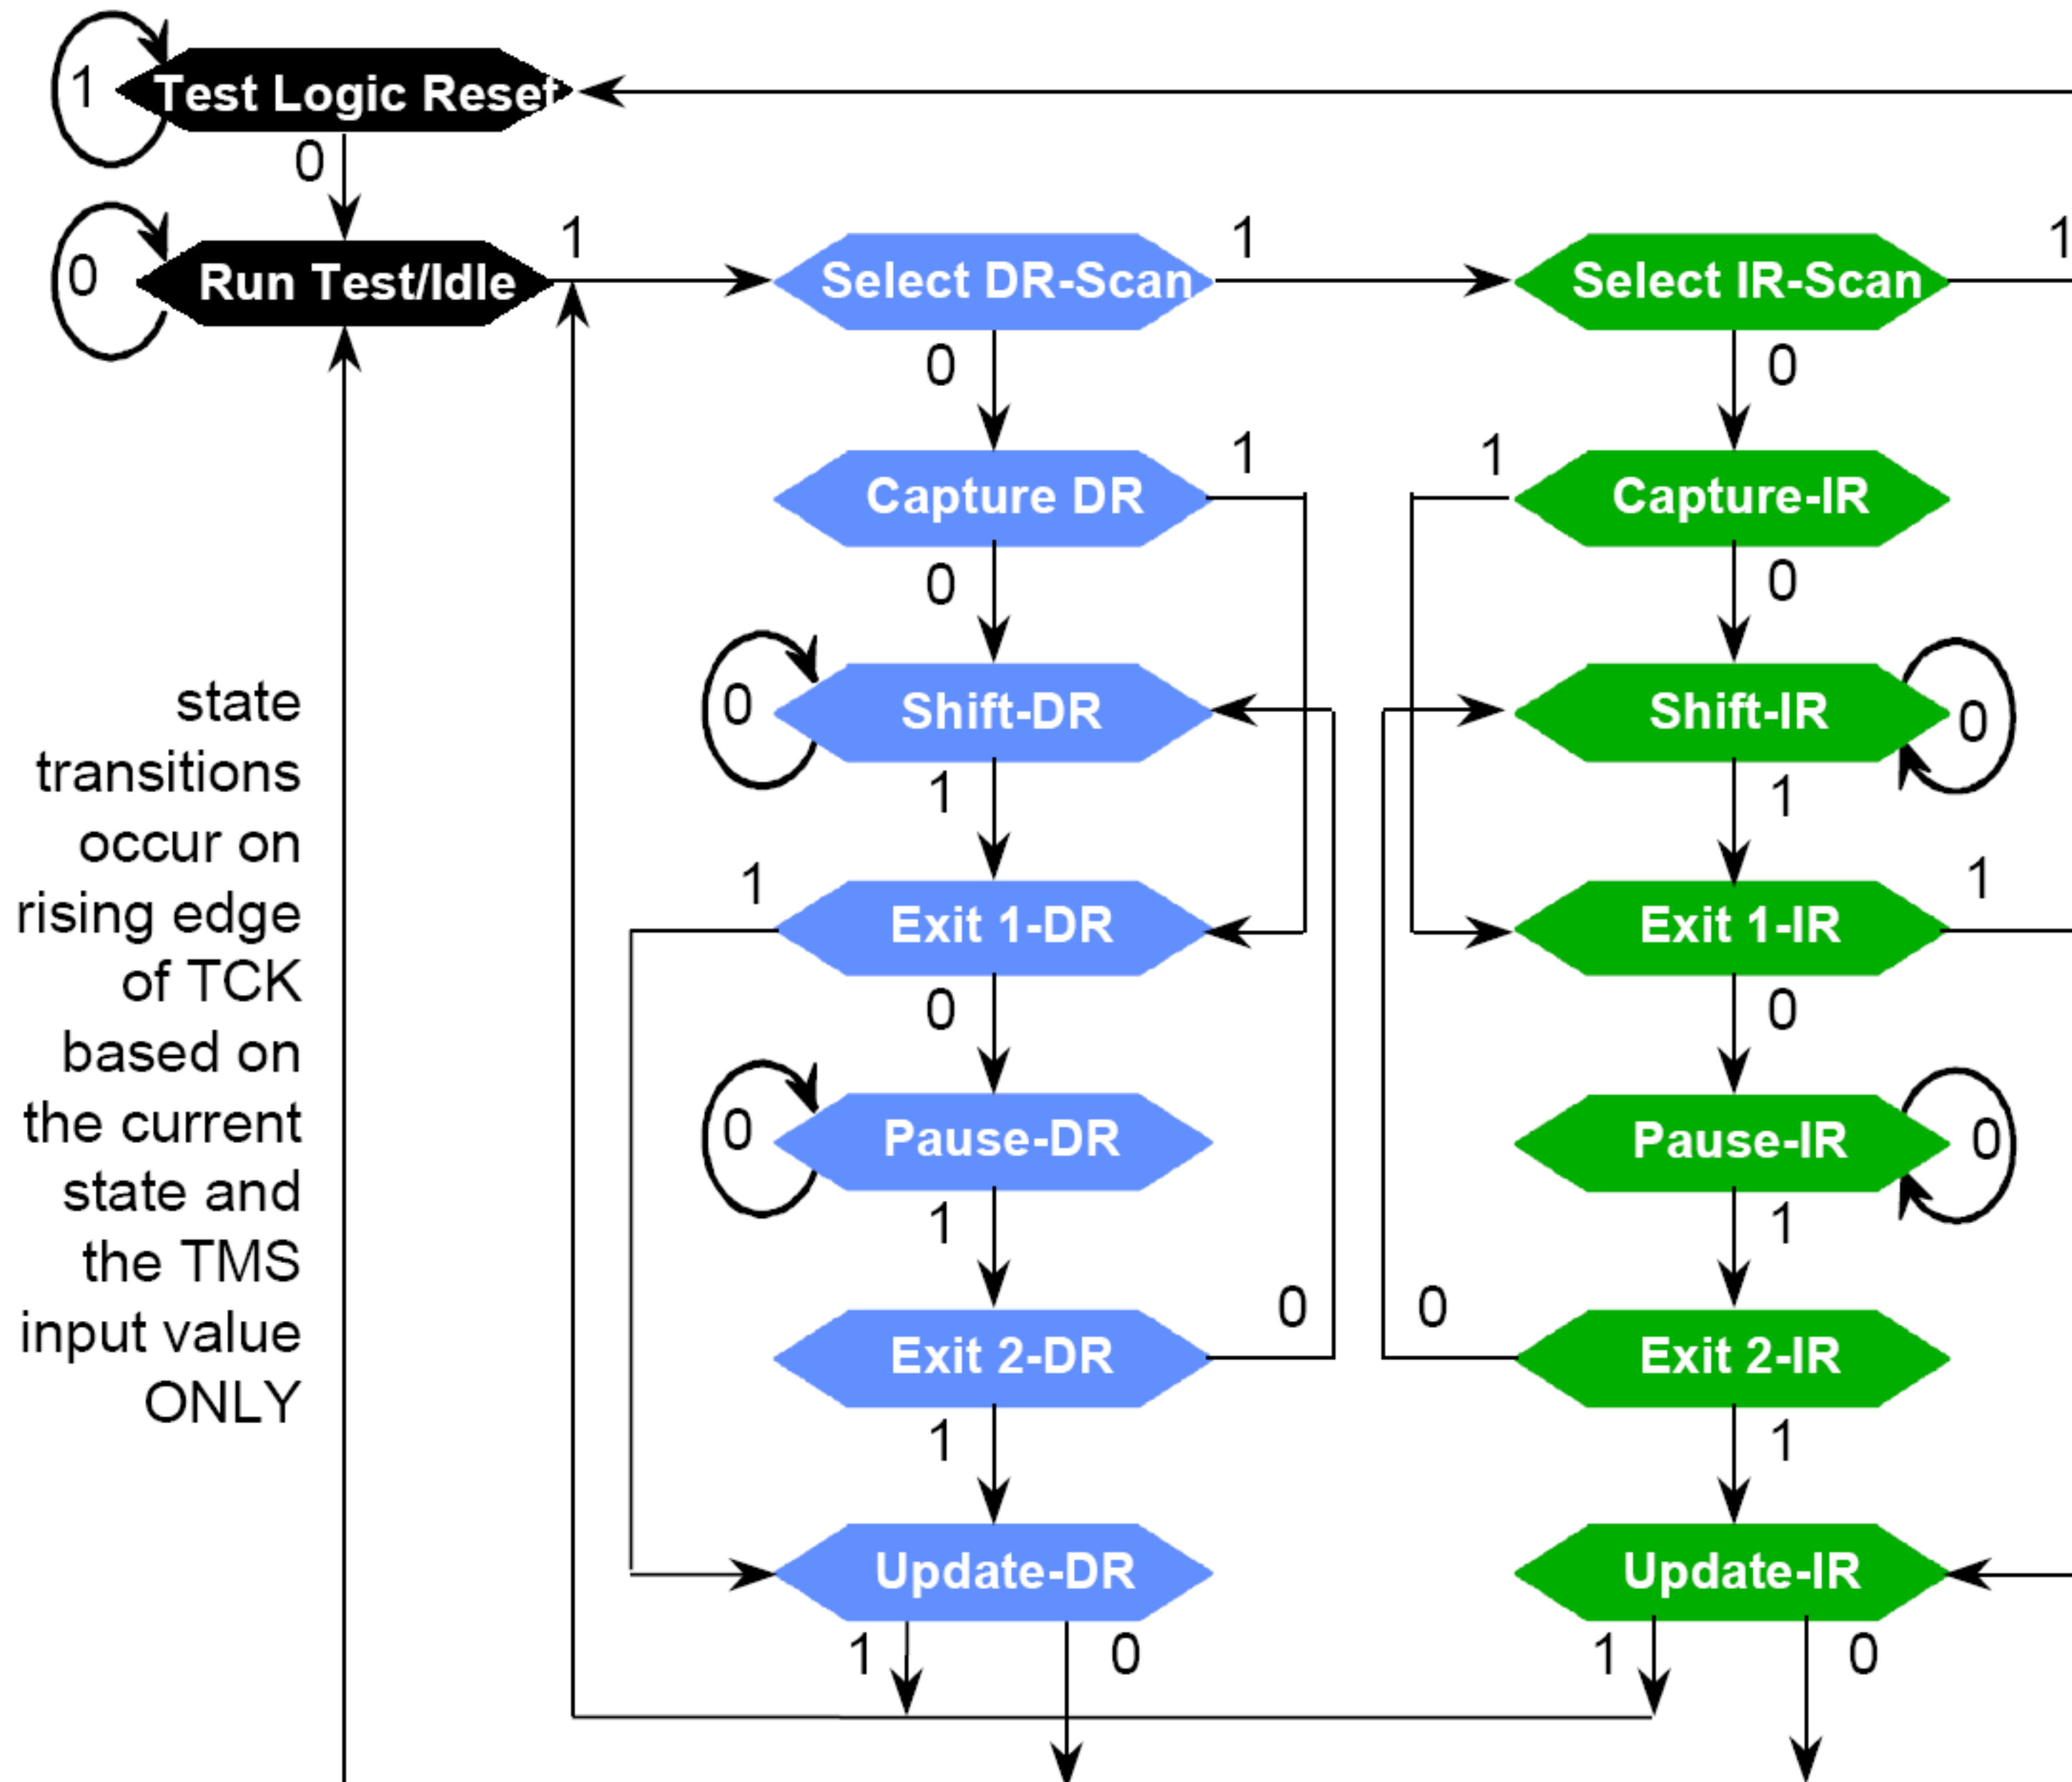 1
Test Logic Reset
0
0
Run Test/Idle
1
Select DR-Scan
1
Select IR-Scan
1
0
0
Capture DR
1
1
Capture-IR
0
0
0
Shift-DR
Shift-IR
0
1
1
1
Exit 1-DR
Exit 1-IR
1
0
0
0
Pause-DR
Pause-IR
0
1
1
Exit 2-DR
0
0
Exit 2-IR
1
1
Update-DR
Update-IR
1
0
1
0
state
transitions
occur on
rising edge
of TCK
based on
the current
state and
the TMS
input value
ONLY